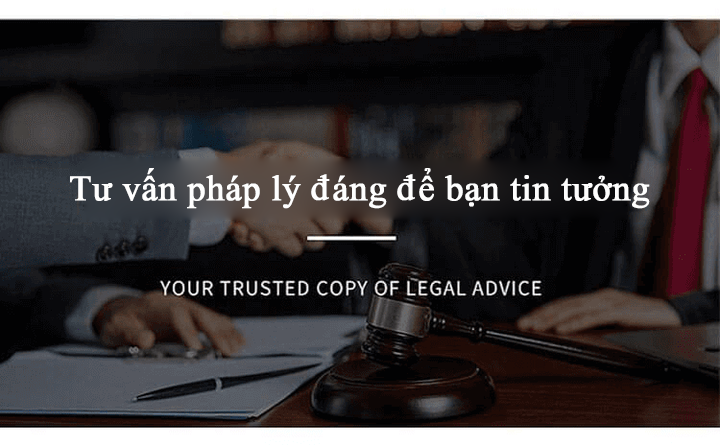 Tư vấn pháp lý đáng để bạn tin tưởng
YOUR TRUSTED COPY OF LEGAL ADVICE